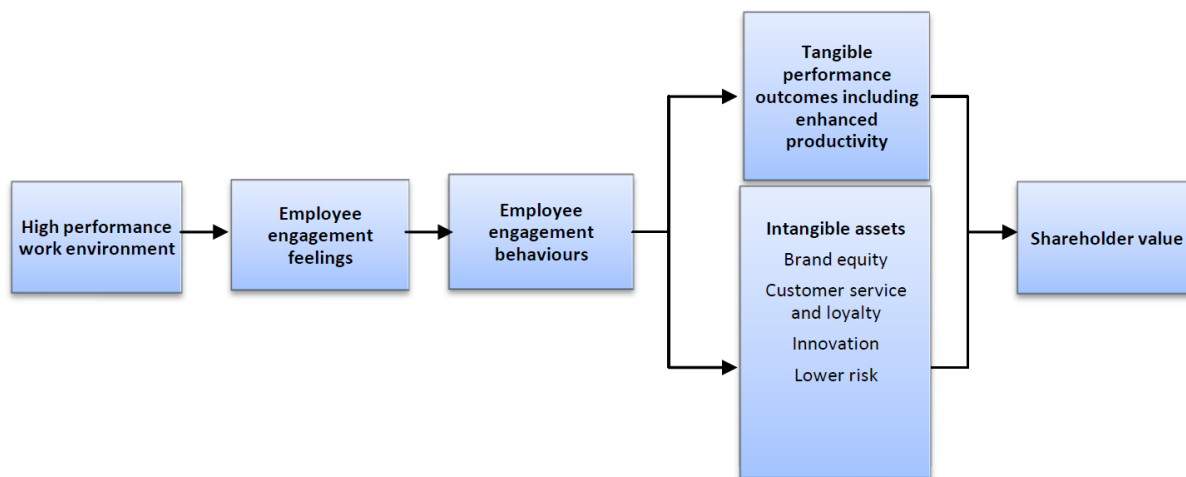 High performance
work environment
Employee
engagement
feelings
Employee
engagement
behaviours
Tangible
performance
outcomes including
enhanced
productivity
Intangible assets
Brand equity
Customer service
and loyalty
Innovation
Lower risk
Shareholder value